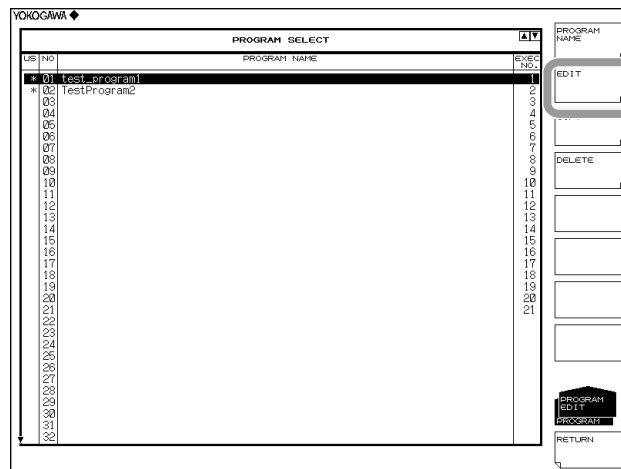 YOKOGAWA
PROGRAM SELECT
US NO PROGRAM NAME EXEC NO.
* 01 test_program1 1
* 02 TestProgram2 2
03 3
04 4
05 5
06 6
07 7
08 8
09 9
10 10
11 11
12 12
13 13
14 14
15 15
16 16
17 17
18 18
19 19
20 20
21 21
22
23
24
25
26
27
28
29
30
31
32
PROGRAM
NAME
EDIT
DELETE
PROGRAM
EDIT
PROGRAM
RETURN